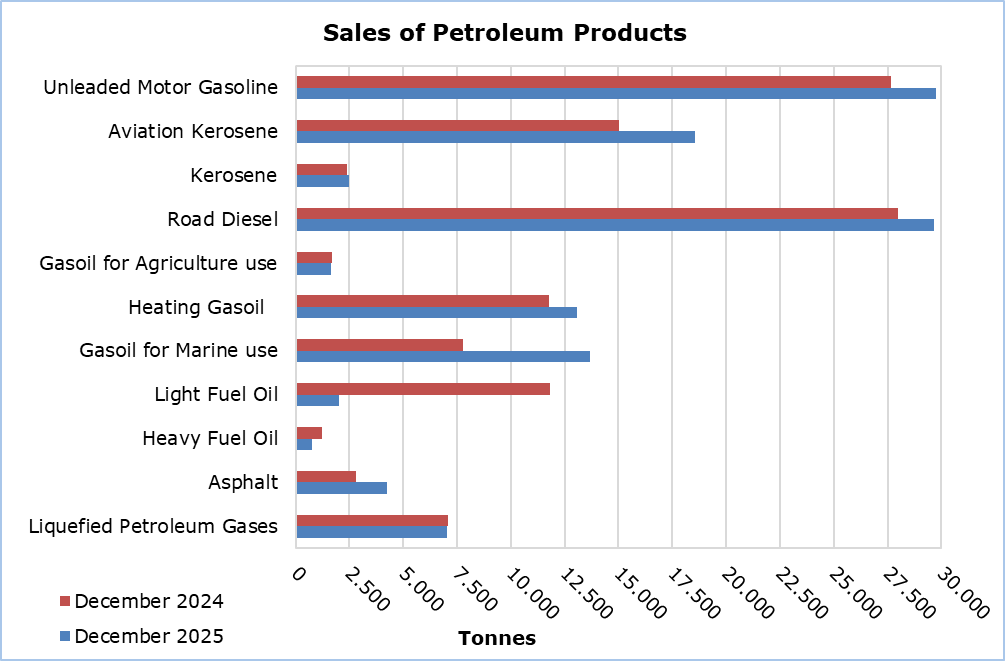 Sales of Petroleum Products
Unleaded Motor Gasoline
Aviation Kerosene
Kerosene
Road Diesel
Gasoil for Agriculture use
Heating Gasoil
Gasoil for Marine use
Light Fuel Oil
Heavy Fuel Oil
Asphalt
Liquefied Petroleum Gases
0
2.500
5.000
7.500
10.000
12.500
15.000
17.500
20.000
22.500
25.000
27.500
30.000
December 2024
December 2025
Tonnes